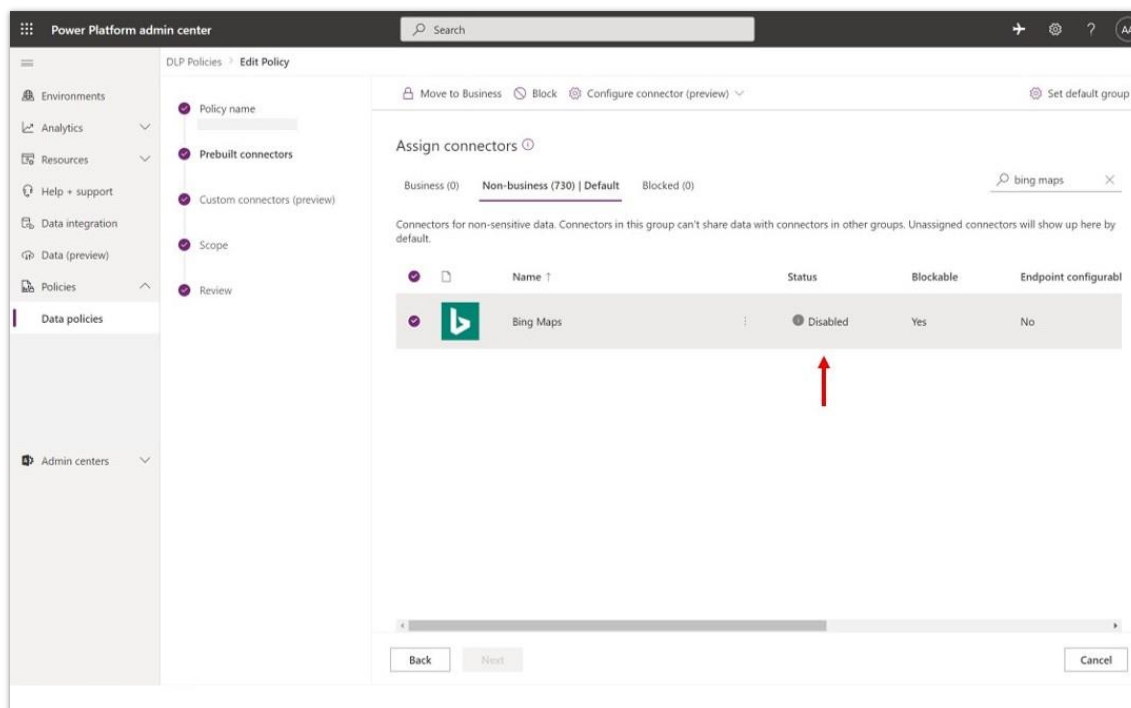 Power Platform admin center
Search
DLP Policies > Edit Policy
Environments
Analytics
Resources
Help + support
Data integration
Data (preview)
Policies
Data policies
Admin centers
Policy name
Prebuilt connectors
Custom connectors (preview)
Scope
Review
Move to Business Block Configure connector (preview) Set default group
Assign connectors
Business (0) Non-business (730) | Default Blocked (0) bing maps
Connectors for non-sensitive data. Connectors in this group can't share data with connectors in other groups. Unassigned connectors will show up here by
default.
Name ↑ Status Blockable Endpoint configurabl
Bing Maps Disabled Yes No
Back Next Cancel